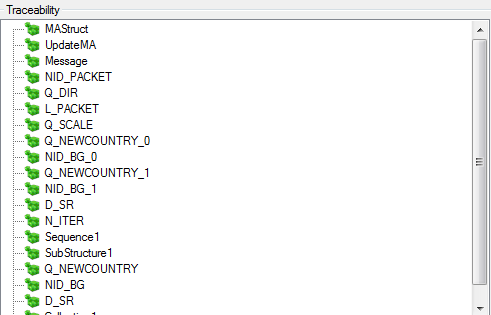 Traceability
MAStruct
UpdateMA
Message
NID_PACKET
Q_DIR
L_PACKET
Q_SCALE
Q_NEWCOUNTRY_0
NID_BG_0
Q_NEWCOUNTRY_1
NID_BG_1
D_SR
N_ITER
Sequence1
SubStructure1
Q_NEWCOUNTRY
NID_BG
D_SR